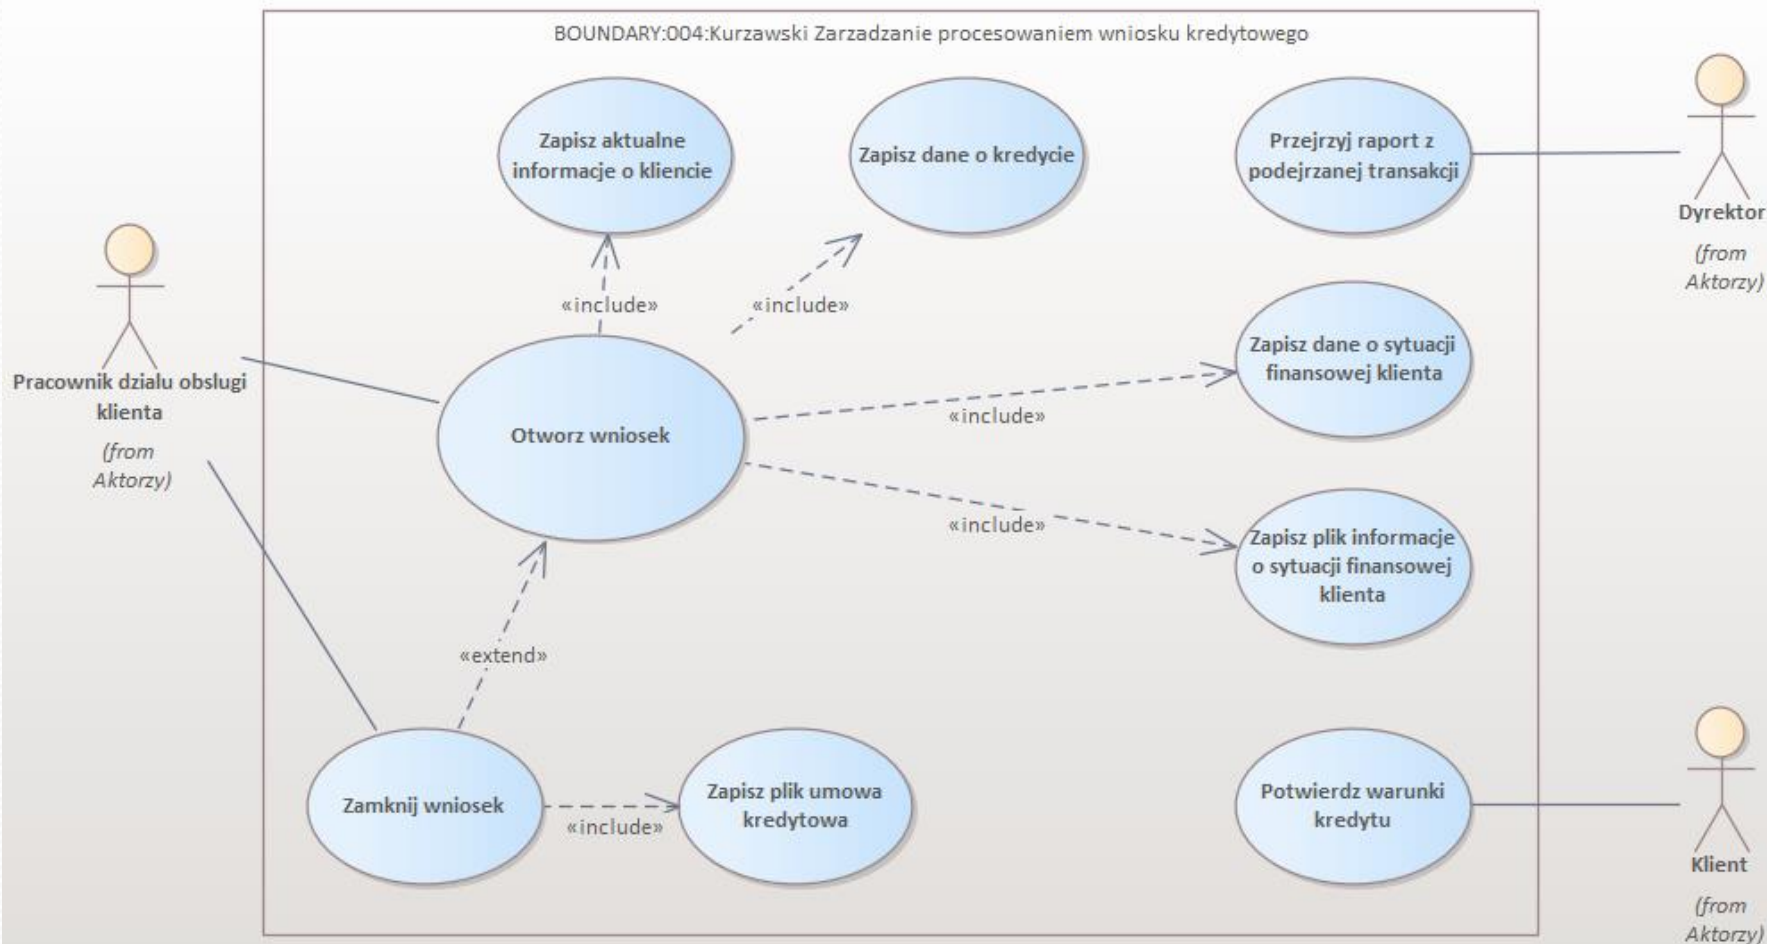 BOUNDARY:004:Kurzawski Zarzadzanie procesowaniem wniosku kredytowego
Zapisz aktualne
informacje o kliencie
Zapisz dane o kredycie
Przejrzyj raport z
podejrzanej transakcji
Dyrektor
(from
Aktorzy)
«include»
«include»
Zapisz dane o sytuacji
finansowej klienta
Pracownik dzialu obslugi
klienta
(from
Aktorzy)
Otworz wniosek
«include»
«include»
Zapisz plik informacje
o sytuacji finansowej
klienta
«extend»
Zamknij wniosek
«include»
Zapisz plik umowa
kredytowa
Potwierdz warunki
kredytu
Klient
(from
Aktorzy)